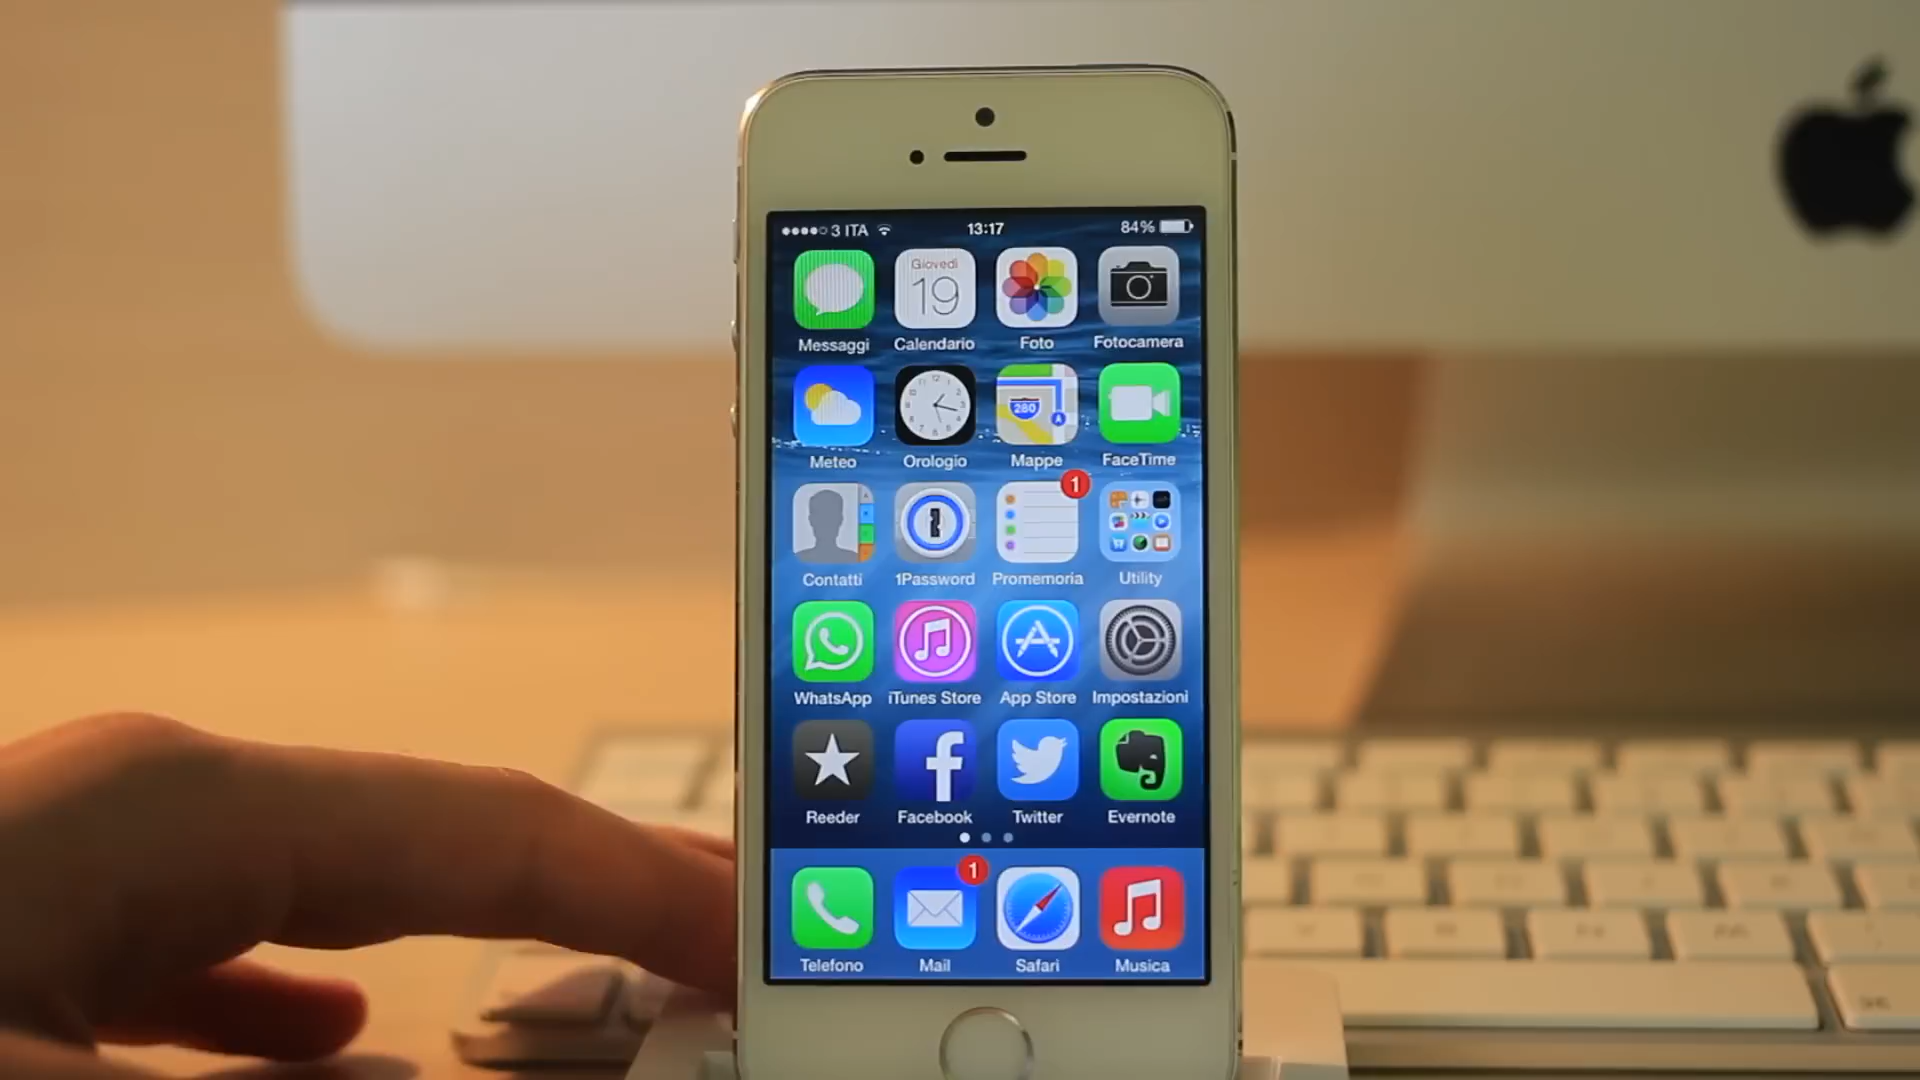 3 ITA 13:17 84%
Giovedì
19
Messaggi Calendario Foto Fotocamera
280
Meteo Orologio Mappe FaceTime
1
Contatti 1Password Promemoria Utility
WhatsApp iTunes Store App Store Impostazioni
Reeder Facebook Twitter Evernote
1
Telefono Mail Safari Musica